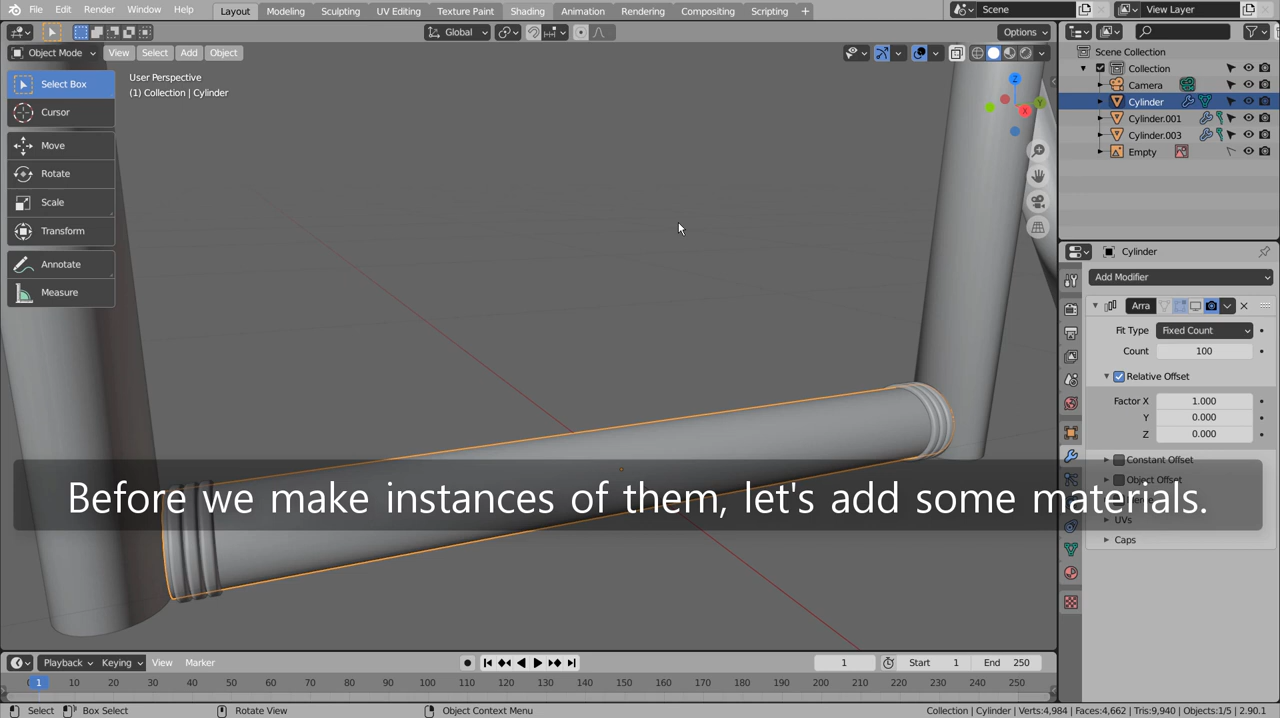 File Edit Render Window Help Layout Modeling Sculpting UV Editing Texture Paint Shading Animation Rendering Compositing Scripting + Scene View Layer
Global Options
Object Mode View Select Add Object
User Perspective
(1) Collection | Cylinder
Select Box
Cursor
Move
Rotate
Scale
Transform
Annotate
Measure
Z
Y
X
Scene Collection
Collection
Camera
Cylinder
Cylinder.001
Cylinder.003
Empty
Cylinder
Add Modifier
Arra
Fit Type Fixed Count
Count 100
Relative Offset
Factor X 1.000
Y 0.000
Z 0.000
Constant Offset
Object Offset
Before we make instances of them, let's add some materials.
UVs
Caps
Playback Keying View Marker 1 Start 1 End 250
1 10 20 30 40 50 60 70 80 90 100 110 120 130 140 150 160 170 180 190 200 210 220 230 240 250
Select Box Select Rotate View Object Context Menu Collection | Cylinder | Verts:4,984 | Faces:4,662 | Tris:9,940 | Objects:1/5 | 2.90.1